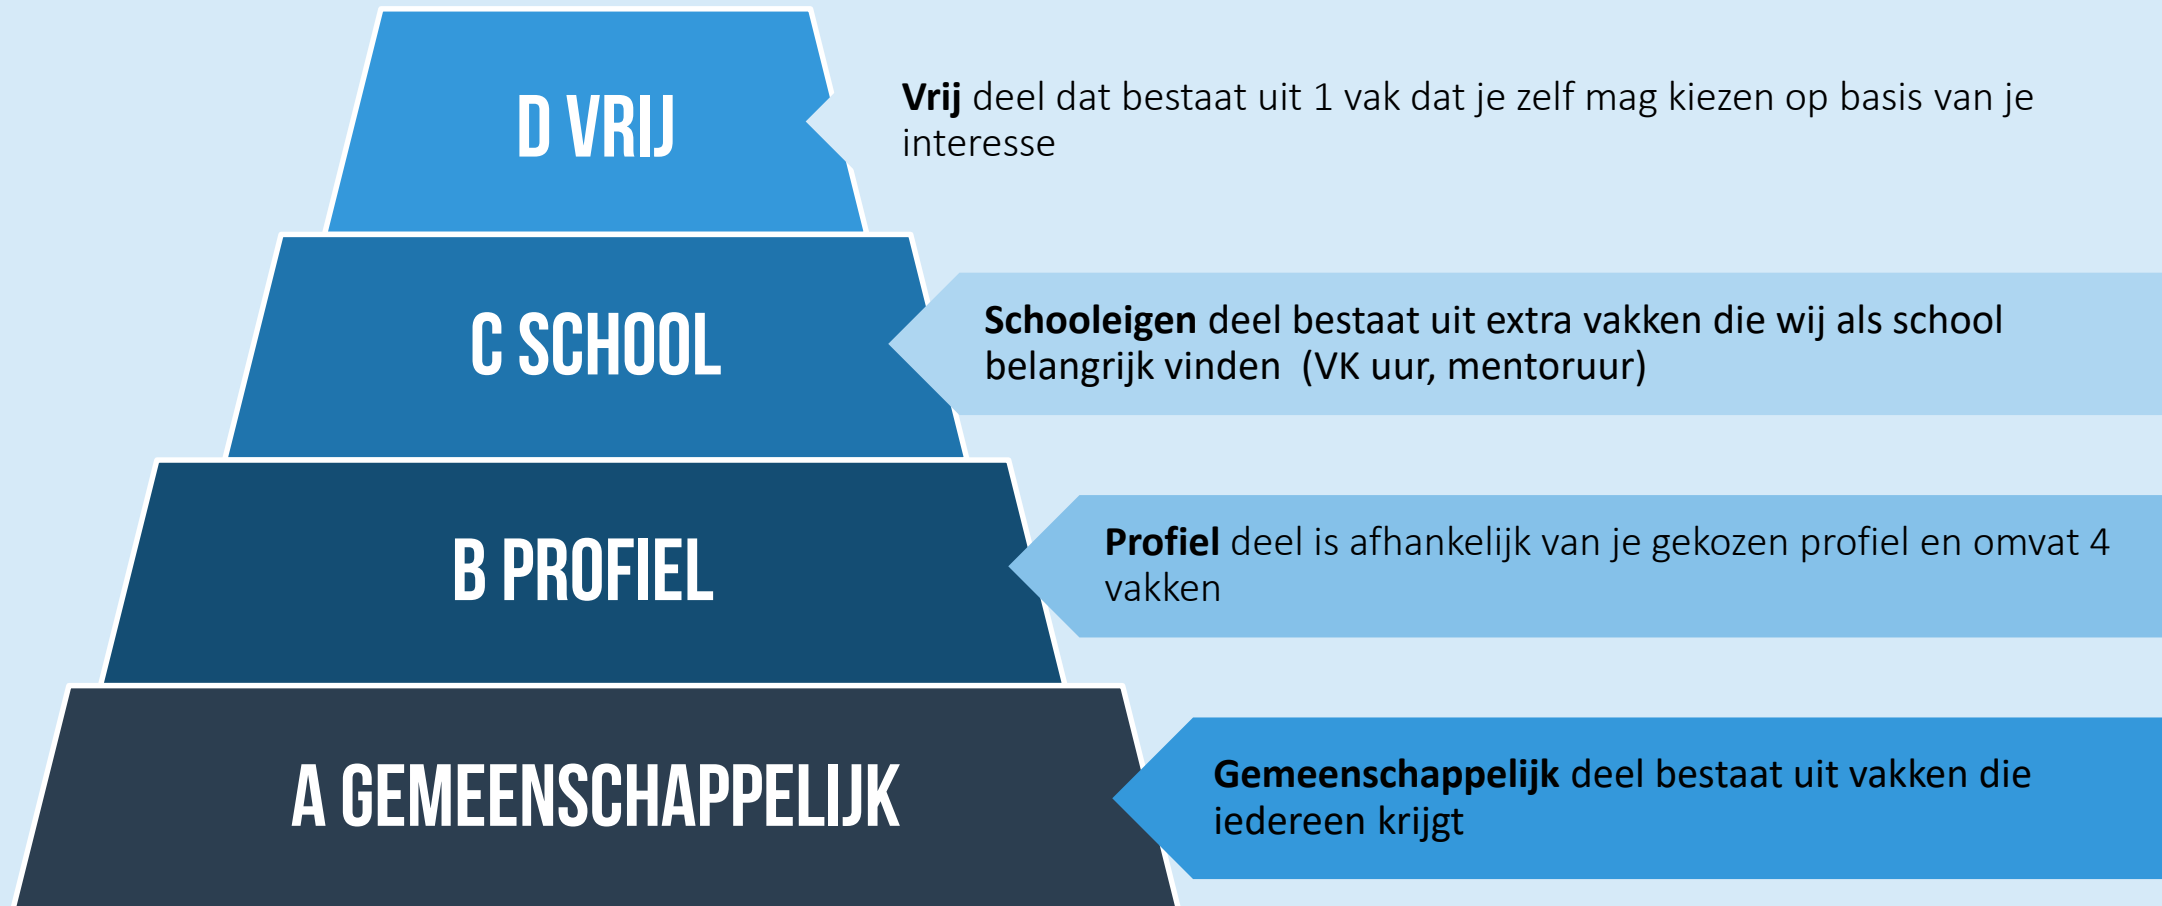 D VRIJ
Vrij deel dat bestaat uit 1 vak dat je zelf mag kiezen op basis van je
interesse
C SCHOOL
Schooleigen deel bestaat uit extra vakken die wij als school
belangrijk vinden (VK uur, mentoruur)
B PROFIEL
Profiel deel is afhankelijk van je gekozen profiel en omvat 4
vakken
A GEMEENSCHAPPELIJK
Gemeenschappelijk deel bestaat uit vakken die
iedereen krijgt